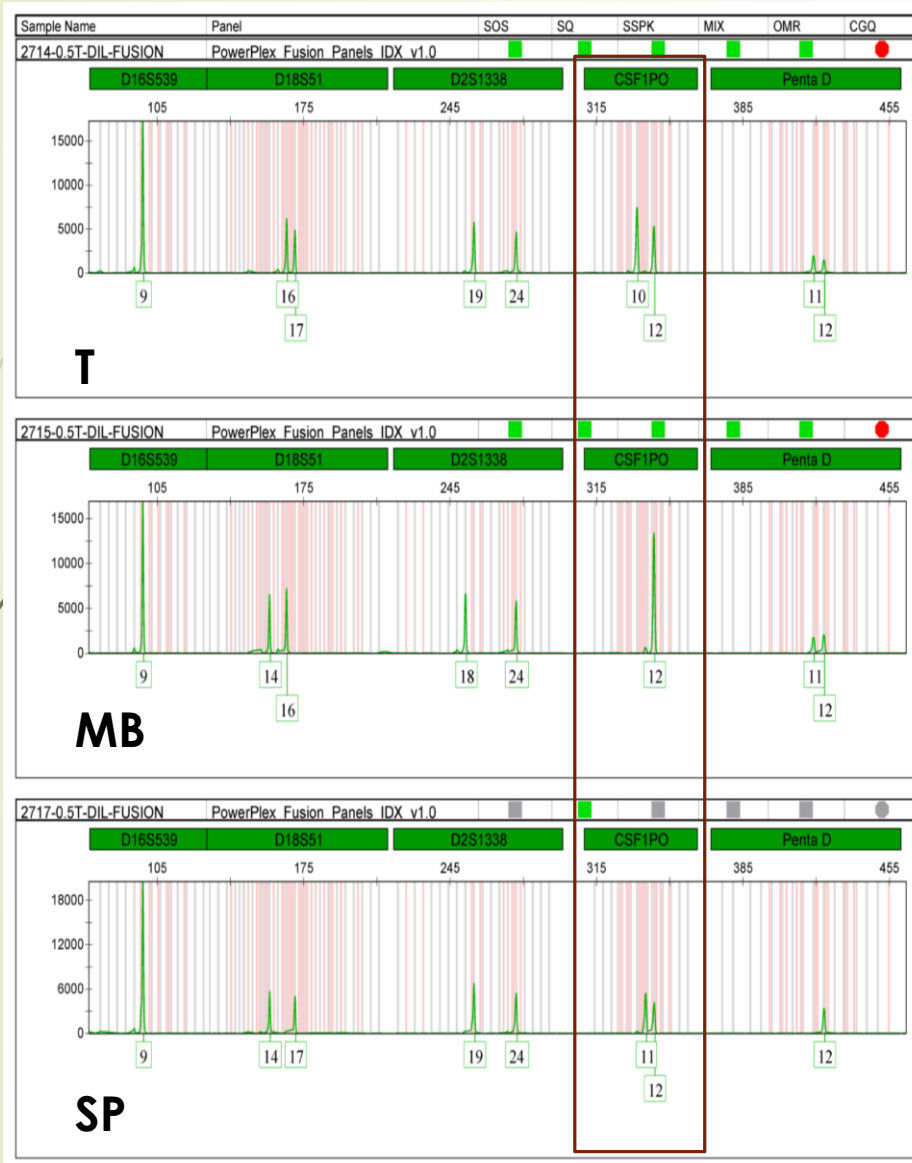 Sample Name Panel SOS SQ SSPK MIX OMR CGQ
2714-0.5T-DIL-FUSION PowerPlex_Fusion_Panels_IDX_v1.0
D16S539 D18S51 D2S1338 CSF1PO Penta D
105 175 245 315 385 455
15000
10000
5000
0
9 16 19 24 10 11
17 12 12
T
2715-0.5T-DIL-FUSION PowerPlex_Fusion_Panels_IDX_v1.0
D16S539 D18S51 D2S1338 CSF1PO Penta D
105 175 245 315 385 455
15000
10000
5000
0
9 14 18 24 12 11
16 12
MB
2717-0.5T-DIL-FUSION PowerPlex_Fusion_Panels_IDX_v1.0
D16S539 D18S51 D2S1338 CSF1PO Penta D
105 175 245 315 385 455
18000
12000
6000
0
9 14 17 19 24 11 12
12
SP